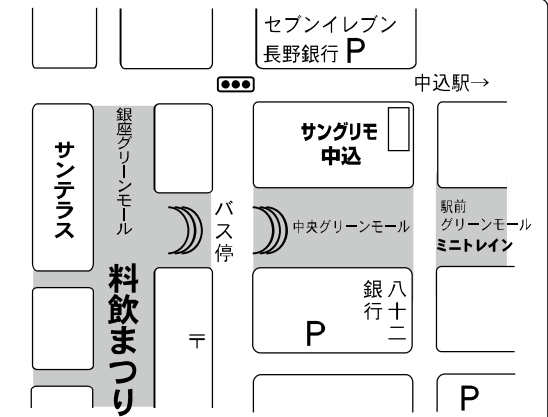 セブンイレブン
長野銀行 P
中込駅→
銀座グリーンモール
サンテラス
サングリモ
中込
バス停
中央グリーンモール
駅前
グリーンモール
ミニトレイン
料飲まつり
〒
P
八十二
銀行
P